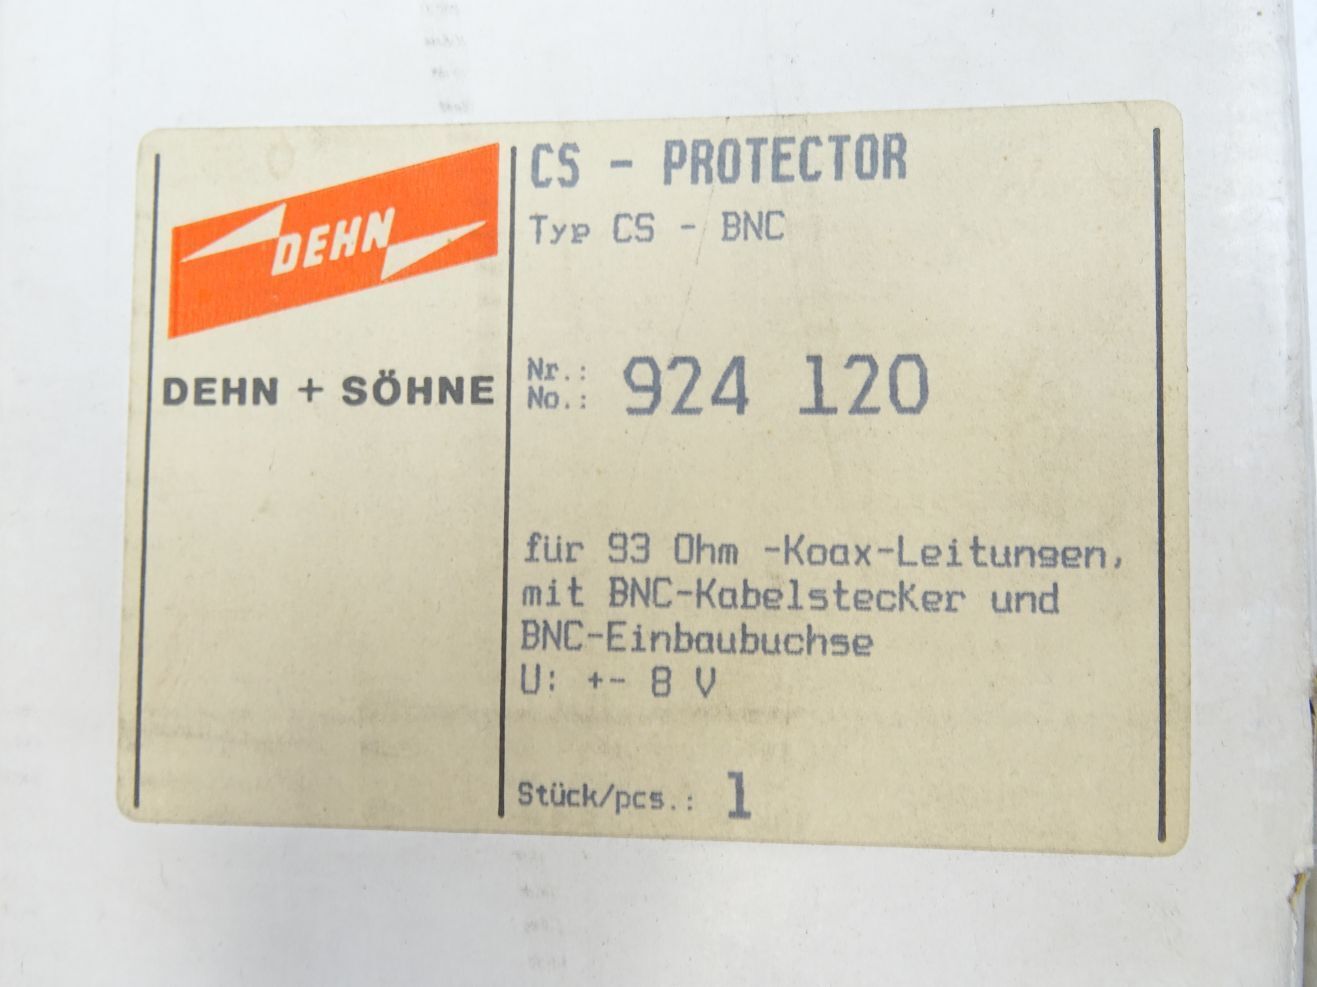 DEHN
DEHN + SÖHNE
CS - PROTECTOR
Typ CS - BNC
Nr.:
No.: 924 120
für 93 Ohm -Koax-Leitungen,
mit BNC-Kabelstecker und
BNC-Einbaubuchse
U: +- 8 V
Stück/pcs.: 1